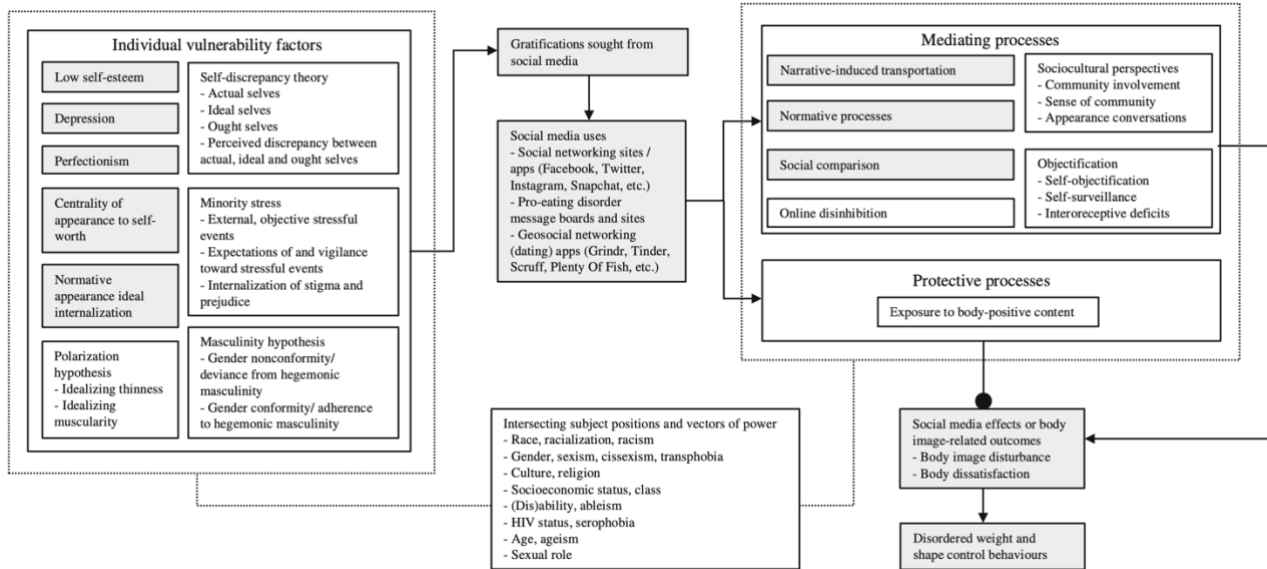 Individual vulnerability factors
Low self-esteem
Depression
Perfectionism
Centrality of
appearance to self-
worth
Normative
appearance ideal
internalization
Polarization
hypothesis
- Idealizing thinness
- Idealizing
muscularity
Self-discrepancy theory
- Actual selves
- Ideal selves
- Ought selves
- Perceived discrepancy between
actual, ideal and ought selves
Minority stress
- External, objective stressful
events
- Expectations of and vigilance
toward stressful events
- Internalization of stigma and
prejudice
Masculinity hypothesis
- Gender nonconformity/
deviance from hegemonic
masculinity
- Gender conformity/ adherence
to hegemonic masculinity
Gratifications sought from
social media
Social media uses
- Social networking sites /
apps (Facebook, Twitter,
Instagram, Snapchat, etc.)
- Pro-eating disorder
message boards and sites
- Geosocial networking
(dating) apps (Grindr, Tinder,
Scruff, Plenty Of Fish, etc.)
Mediating processes
Narrative-induced transportation
Normative processes
Social comparison
Online disinhibition
Sociocultural perspectives
- Community involvement
- Sense of community
- Appearance conversations
Objectification
- Self-objectification
- Self-surveillance
- Interoreceptive deficits
Protective processes
Exposure to body-positive content
Intersecting subject positions and vectors of power
- Race, racialization, racism
- Gender, sexism, cissexism, transphobia
- Culture, religion
- Socioeconomic status, class
- (Dis)ability, ableism
- HIV status, serophobia
- Age, ageism
- Sexual role
Social media effects or body
image-related outcomes
- Body image disturbance
- Body dissatisfaction
Disordered weight and
shape control behaviours